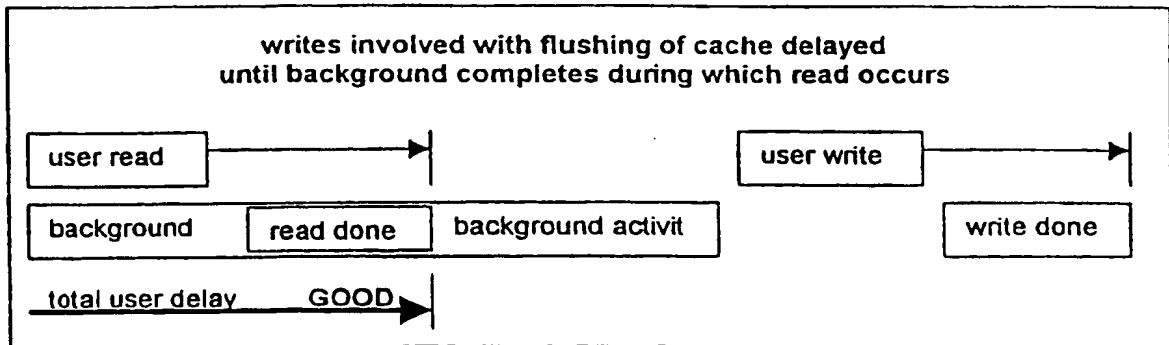 writes involved with flushing of cache delayed
until background completes during which read occurs
user read
user write
background
read done
background activit
write done
total user delay
GOOD